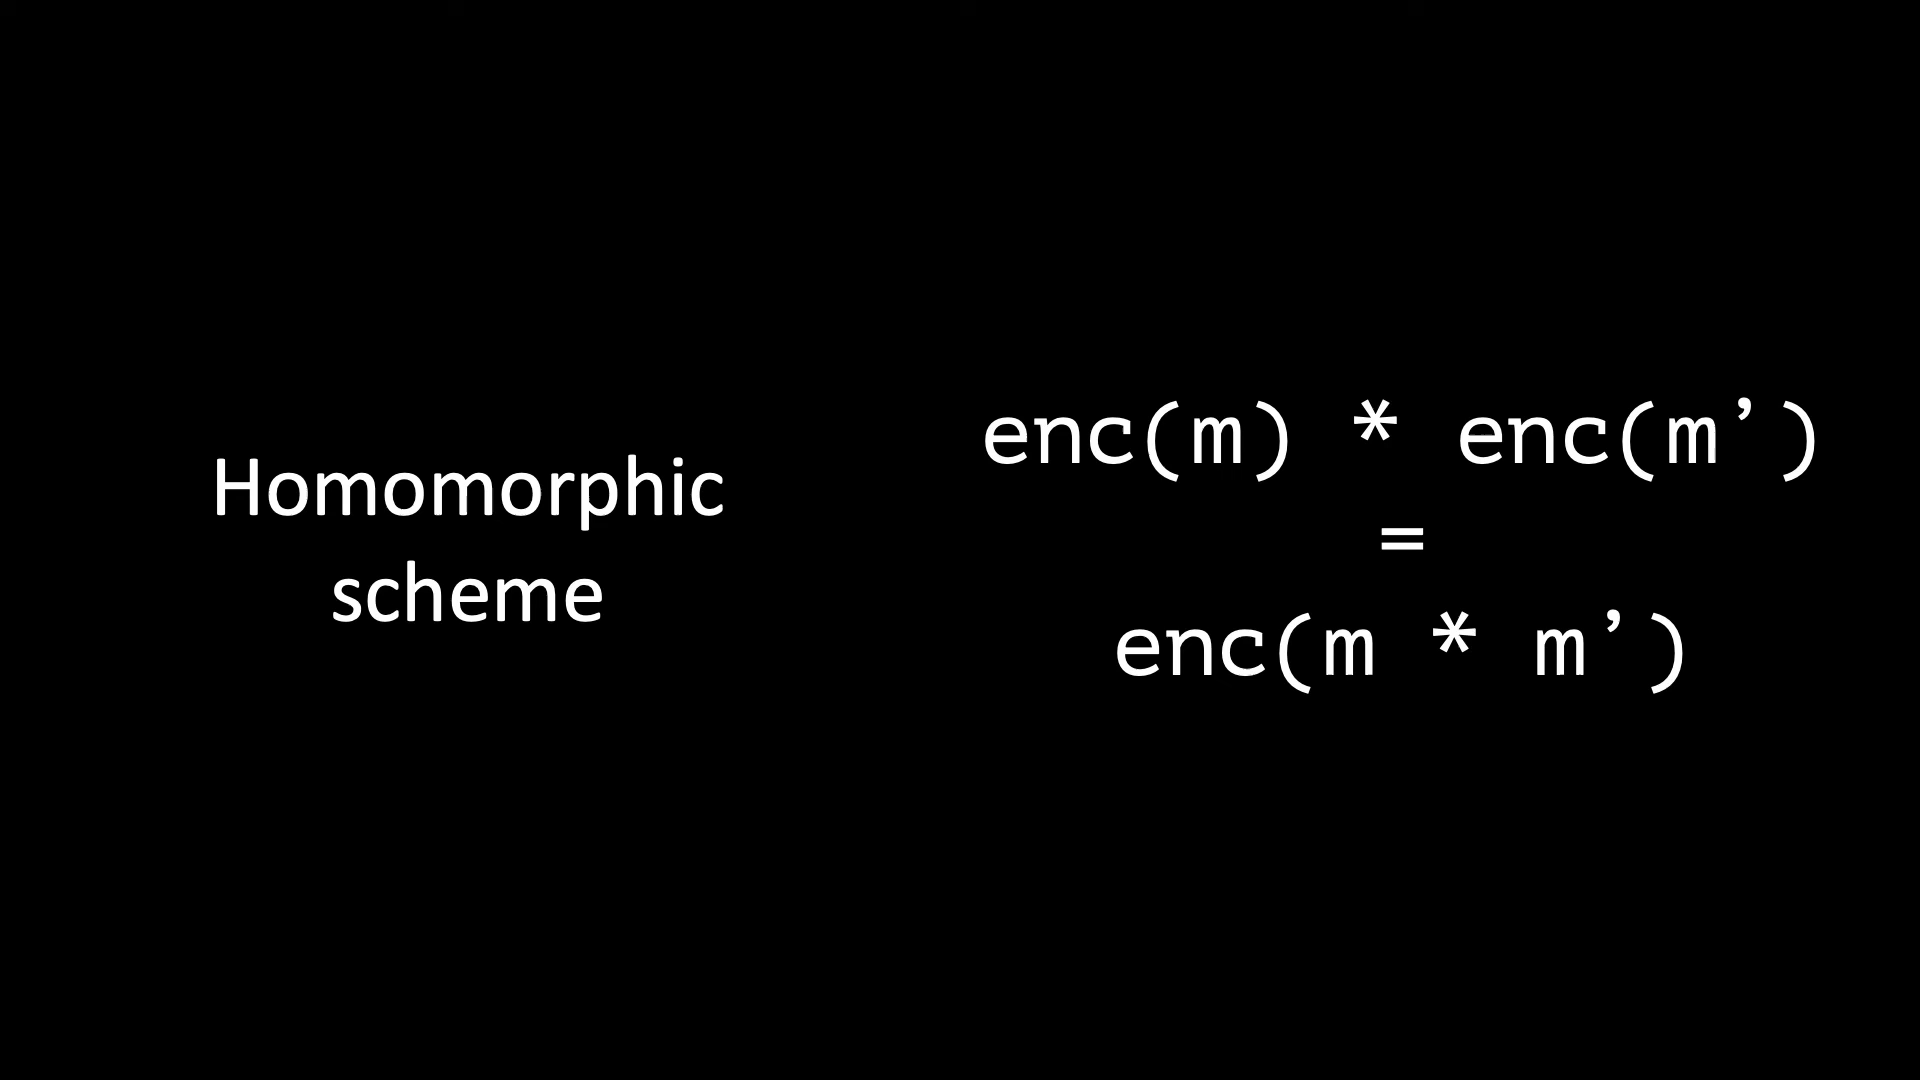 Homomorphic
scheme
enc(m) * enc(m’)
=
enc(m * m’)